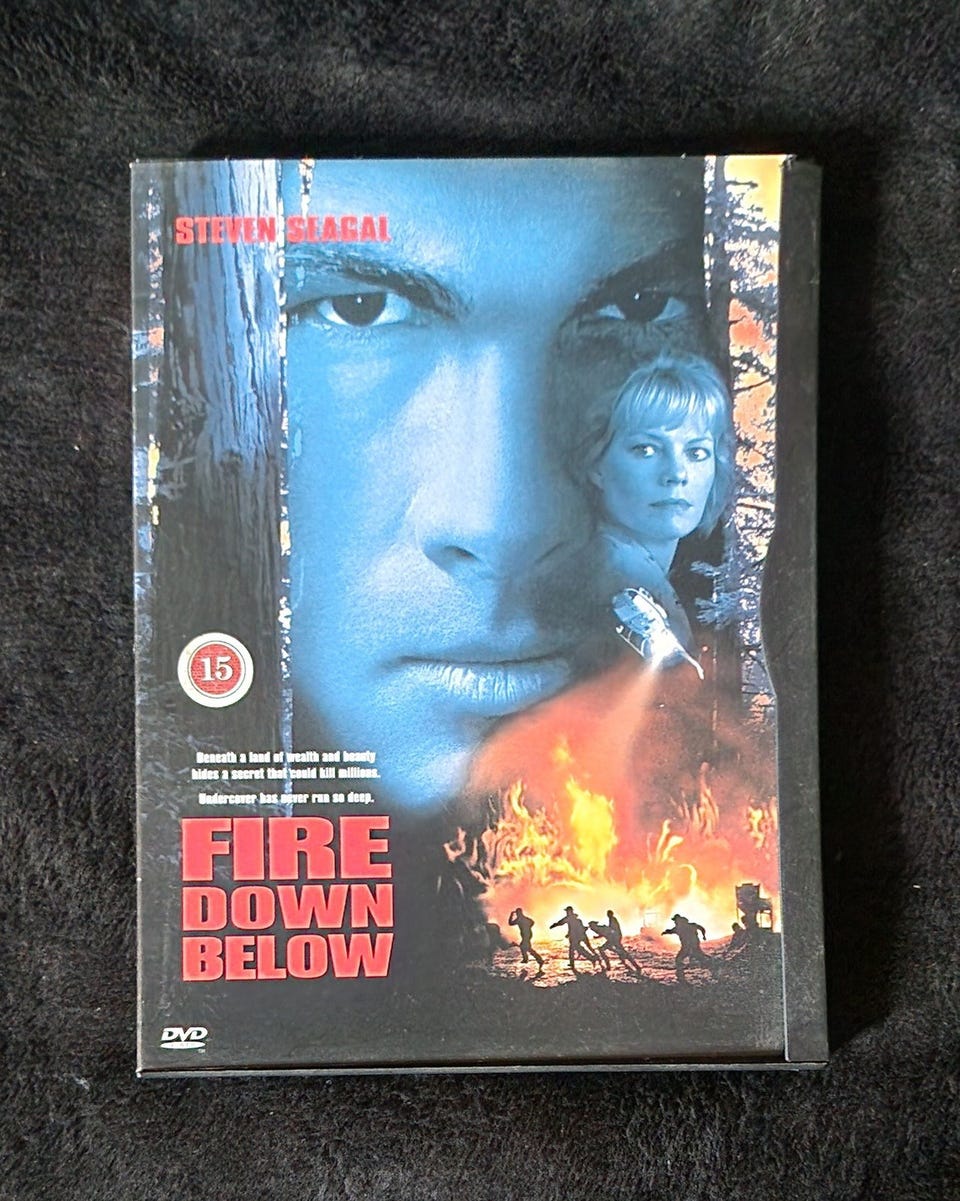 STEVEN SEAGAL
15
Beneath a land of wealth and beauty
hides a secret that could kill millions.
Undercover has never run so deep.
FIRE
DOWN
BELOW
DVD